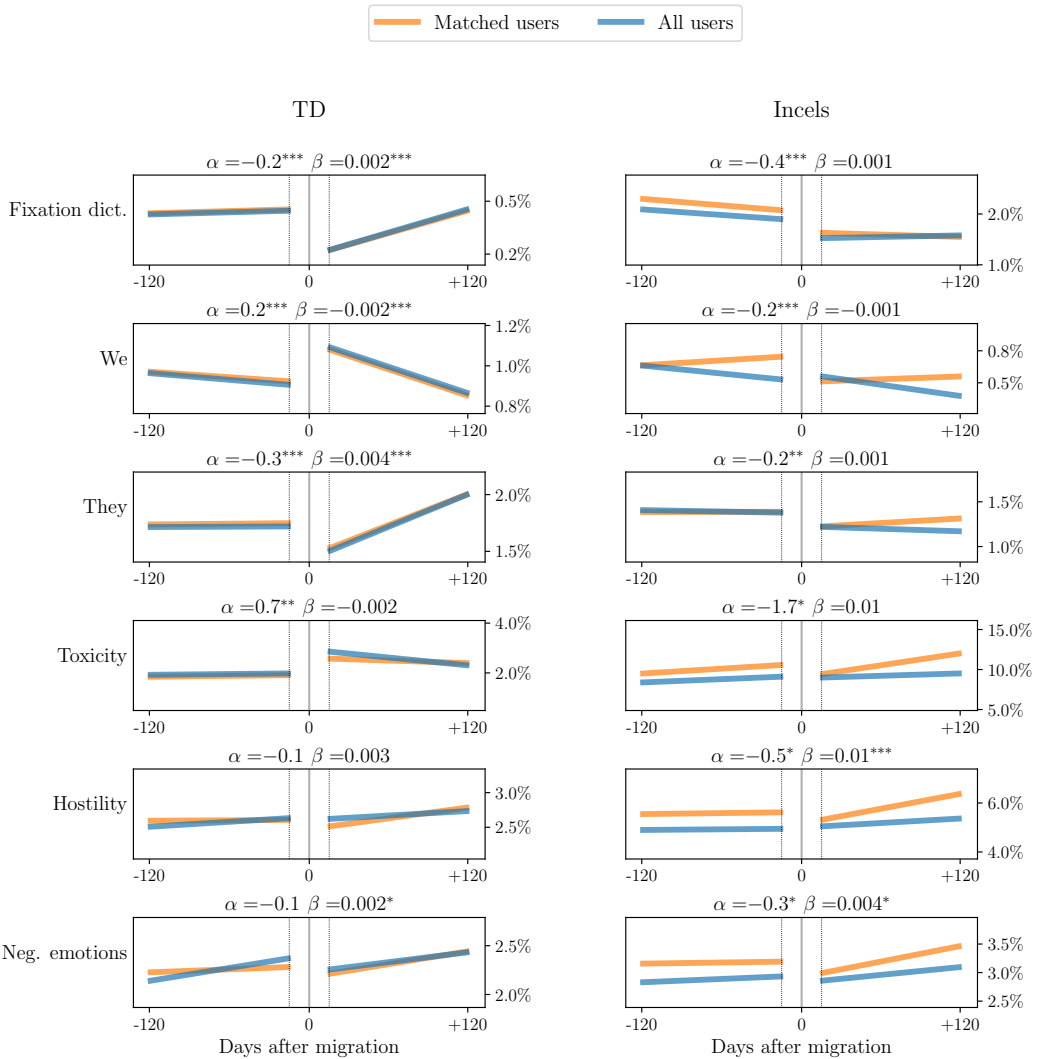 Matched users All users
TD Incels
α =−0.2*** β =0.002*** α =−0.4*** β =0.001
Fixation dict.
0.5%
0.2%
2.0%
1.0%
-120 0 +120 -120 0 +120
α =0.2*** β =−0.002*** α =−0.2*** β =−0.001
We
1.2%
1.0%
0.8%
0.8%
0.5%
-120 0 +120 -120 0 +120
α =−0.3*** β =0.004*** α =−0.2** β =0.001
They
2.0%
1.5%
1.5%
1.0%
-120 0 +120 -120 0 +120
α =0.7** β =−0.002 α =−1.7* β =0.01
Toxicity
4.0%
2.0%
15.0%
10.0%
5.0%
-120 0 +120 -120 0 +120
α =−0.1 β =0.003 α =−0.5* β =0.01***
Hostility
3.0%
2.5%
6.0%
4.0%
-120 0 +120 -120 0 +120
α =−0.1 β =0.002* α =−0.3* β =0.004*
Neg. emotions
2.5%
2.0%
3.5%
3.0%
2.5%
-120 0 +120 -120 0 +120
Days after migration Days after migration